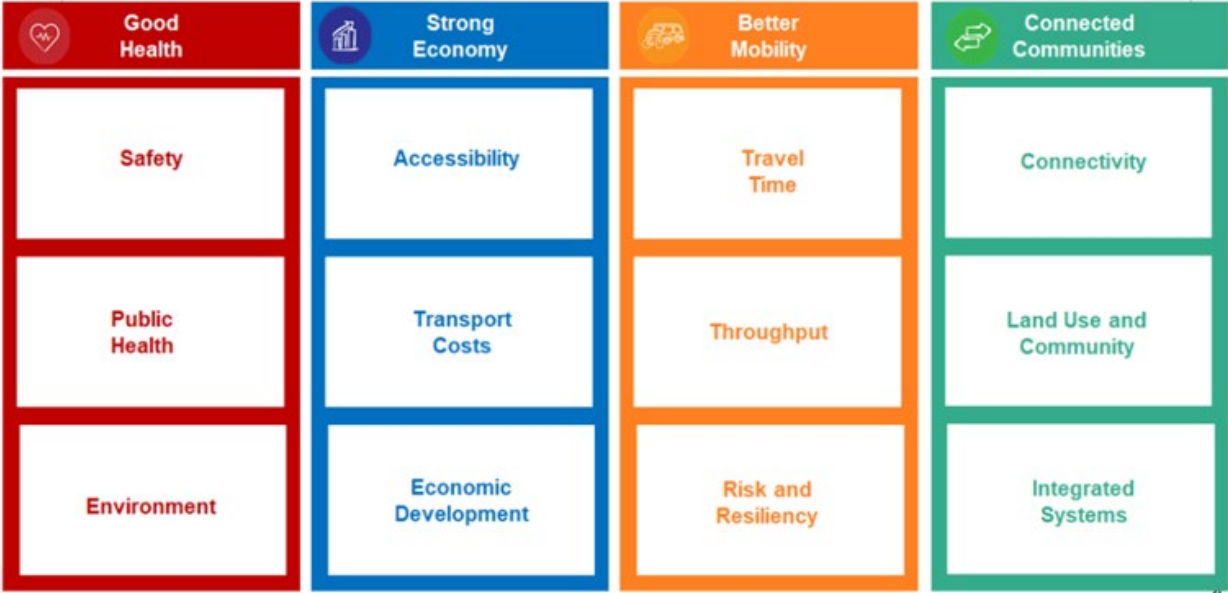 Good
Health
Strong
Economy
Better
Mobility
Connected
Communities
Safety
Accessibility
Travel
Time
Connectivity
Public
Health
Transport
Costs
Throughput
Land Use and
Community
Environment
Economic
Development
Risk and
Resiliency
Integrated
Systems